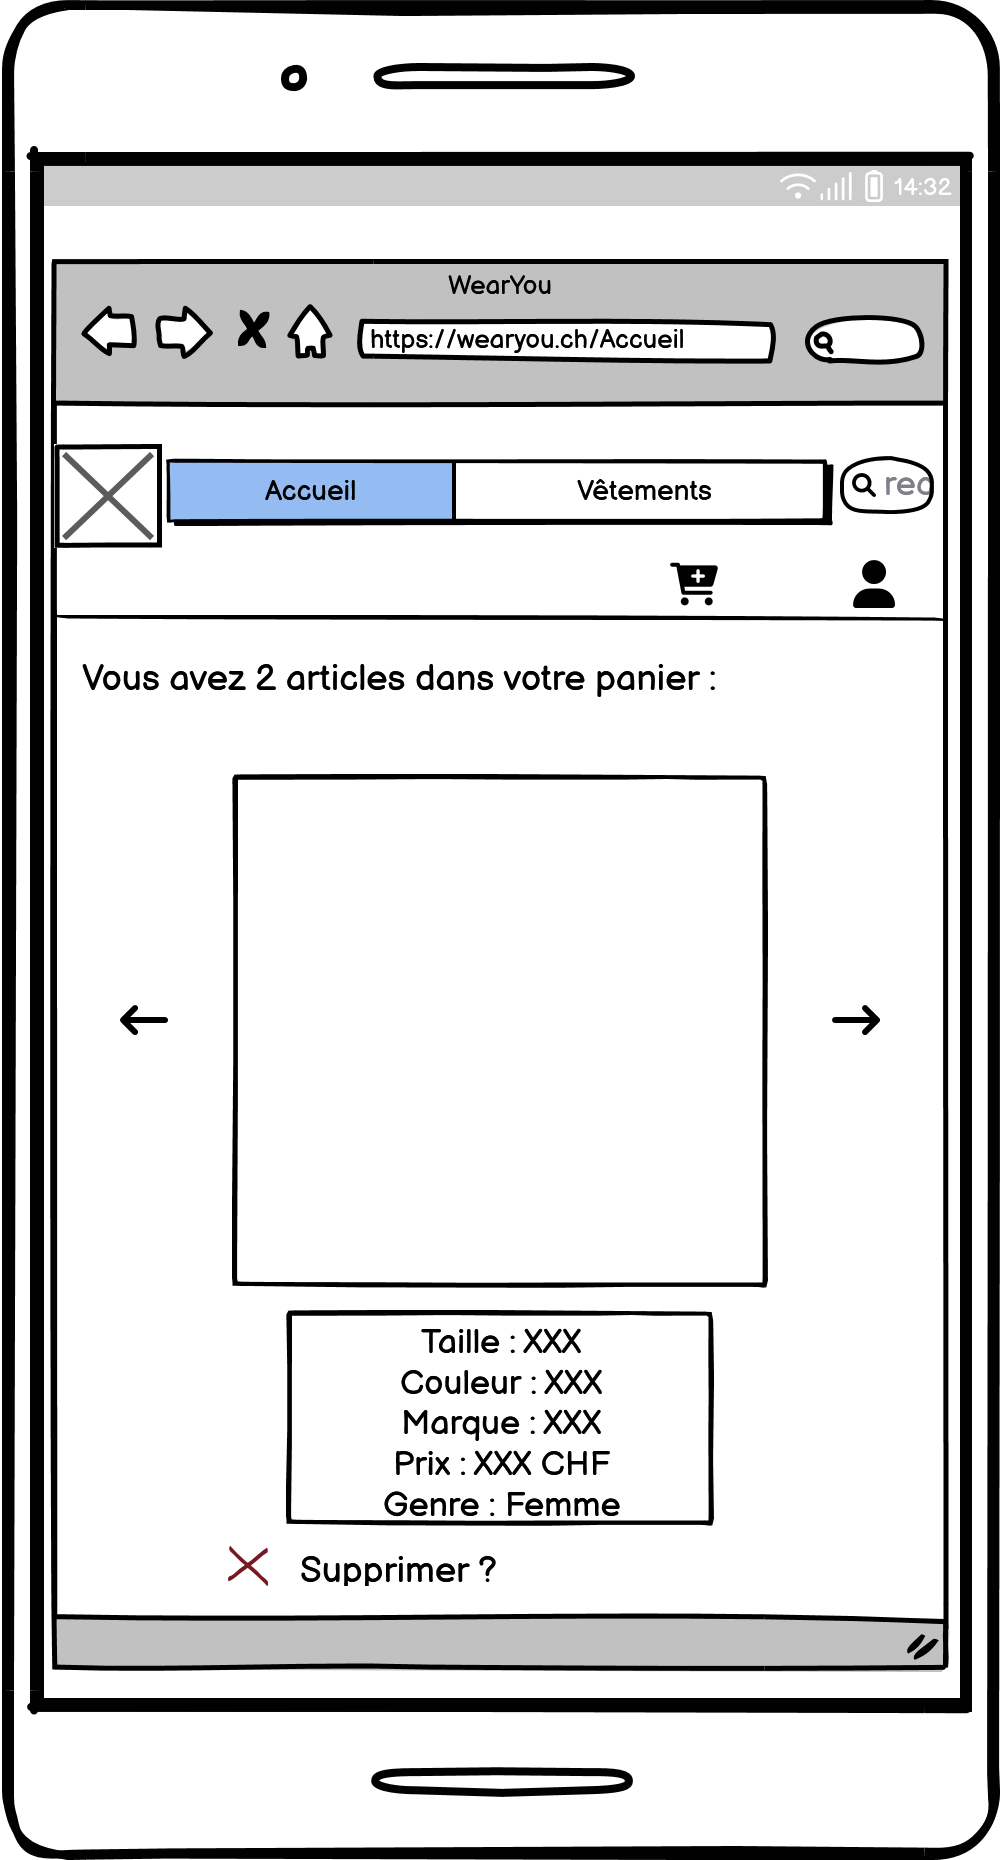 14:32
WearYou
https://wearyou.ch/Accueil
Accueil
Vêtements
rec
Vous avez 2 articles dans votre panier :
Taille : XXX
Couleur : XXX
Marque : XXX
Prix : XXX CHF
Genre : Femme
Supprimer ?